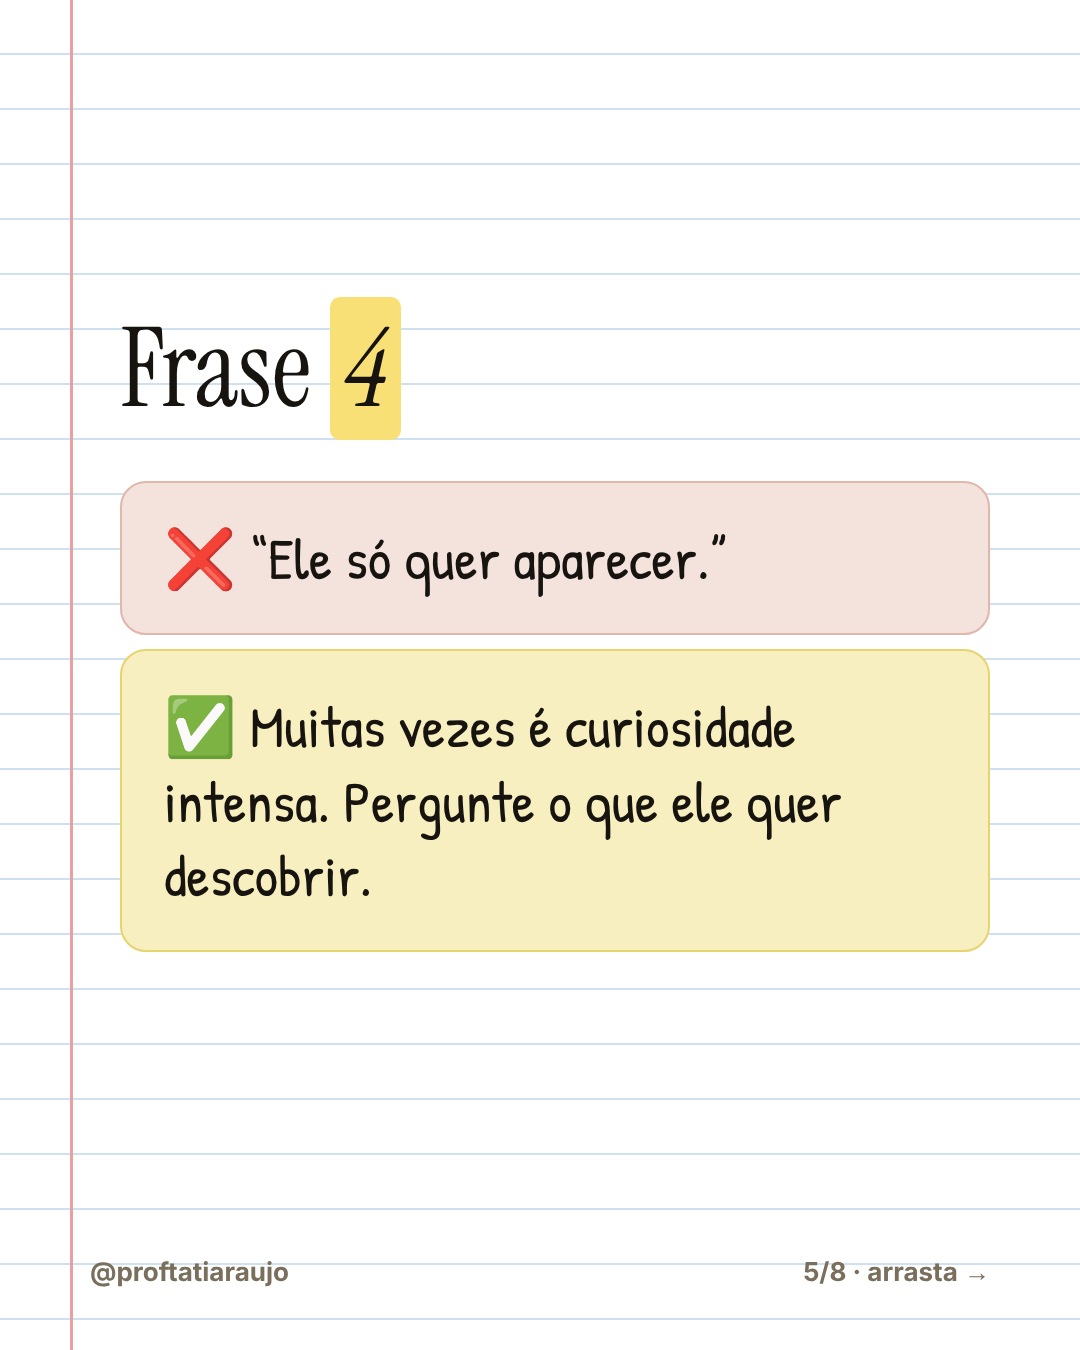 Frase 4
❌ “Ele só quer aparecer.”
✅ Muitas vezes é curiosidade
intensa. Pergunte o que ele quer
descobrir.
@proftatiaraujo
5/8 · arrasta →